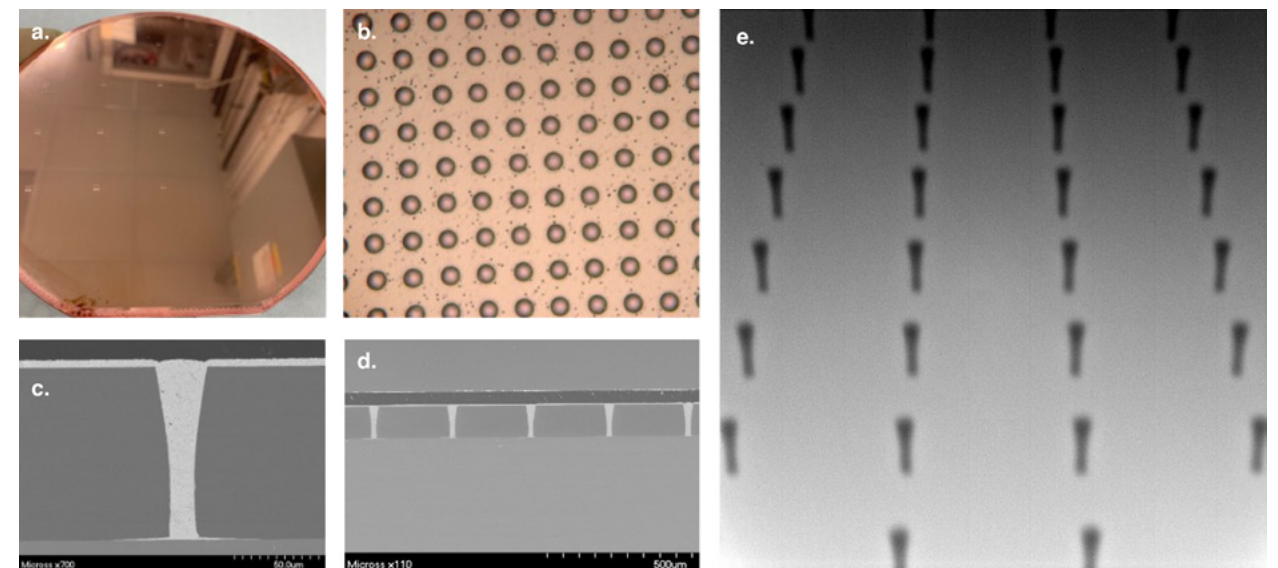 a.
b.
e.
c.
d.
Micross x700 50.0um
Micross x110 500um